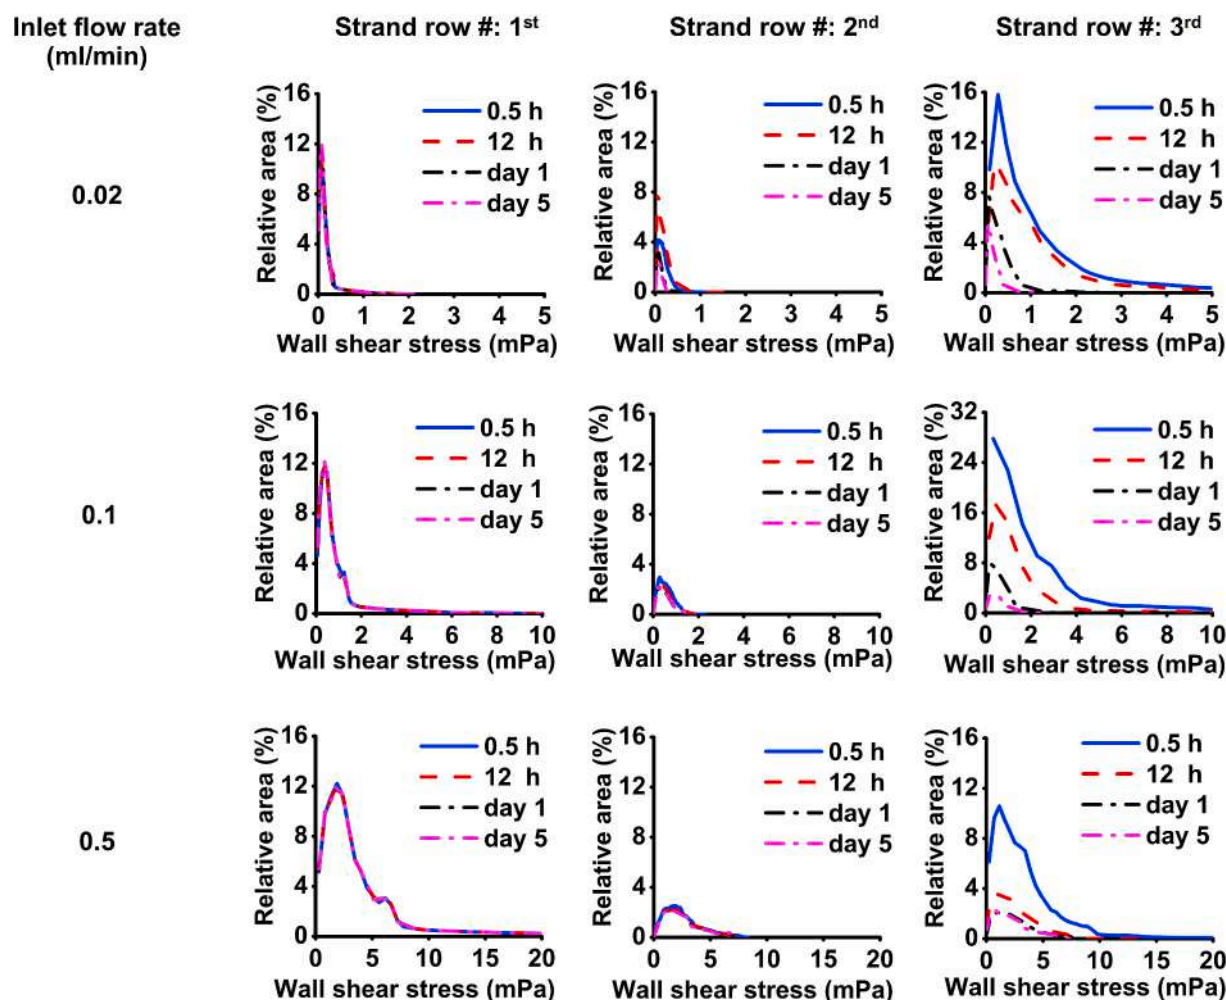 Inlet flow rate
(ml/min)
Strand row #: 1st
Strand row #: 2nd
Strand row #: 3rd
0.02
Relative area (%)
16
12
8
4
0
0.5 h
12 h
day 1
day 5
0 1 2 3 4 5
Wall shear stress (mPa)
Relative area (%)
16
12
8
4
0
0.5 h
12 h
day 1
day 5
0 1 2 3 4 5
Wall shear stress (mPa)
Relative area (%)
16
12
8
4
0
0.5 h
12 h
day 1
day 5
0 1 2 3 4 5
Wall shear stress (mPa)
0.1
Relative area (%)
16
12
8
4
0
0.5 h
12 h
day 1
day 5
0 2 4 6 8 10
Wall shear stress (mPa)
Relative area (%)
16
12
8
4
0
0.5 h
12 h
day 1
day 5
0 2 4 6 8 10
Wall shear stress (mPa)
Relative area (%)
32
24
16
8
0
0.5 h
12 h
day 1
day 5
0 2 4 6 8 10
Wall shear stress (mPa)
0.5
Relative area (%)
16
12
8
4
0
0.5 h
12 h
day 1
day 5
0 5 10 15 20
Wall shear stress (mPa)
Relative area (%)
16
12
8
4
0
0.5 h
12 h
day 1
day 5
0 5 10 15 20
Wall shear stress (mPa)
Relative area (%)
16
12
8
4
0
0.5 h
12 h
day 1
day 5
0 5 10 15 20
Wall shear stress (mPa)